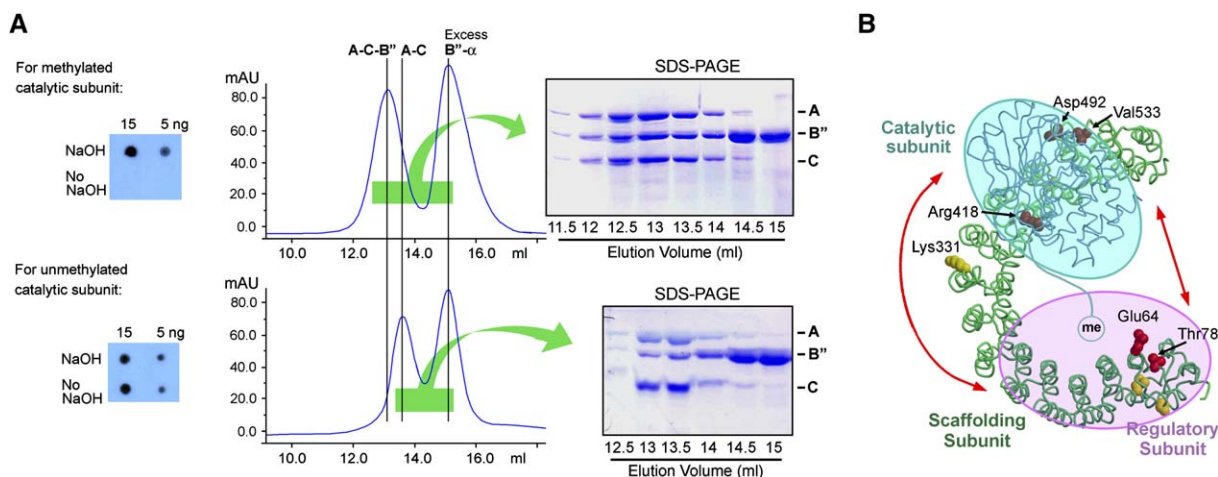 A
For methylated
catalytic subunit:
15 5 ng
NaOH
No
NaOH
A-C-B” A-C Excess
B”-α
mAU
80.0
60.0
40.0
20.0
0.0
10.0 12.0 14.0 16.0 ml
SDS-PAGE
A
B”
C
11.5 12 12.5 13 13.5 14 14.5 15
Elution Volume (ml)
For unmethylated
catalytic subunit:
15 5 ng
NaOH
No
NaOH
mAU
80.0
60.0
40.0
20.0
0.0
10.0 12.0 14.0 16.0 ml
SDS-PAGE
A
B”
C
12.5 13 13.5 14 14.5 15
Elution Volume (ml)
B
Asp492
Val533
Catalytic
subunit
Arg418
Lys331
me
Glu64
Thr78
Scaffolding
Subunit
Regulatory
Subunit